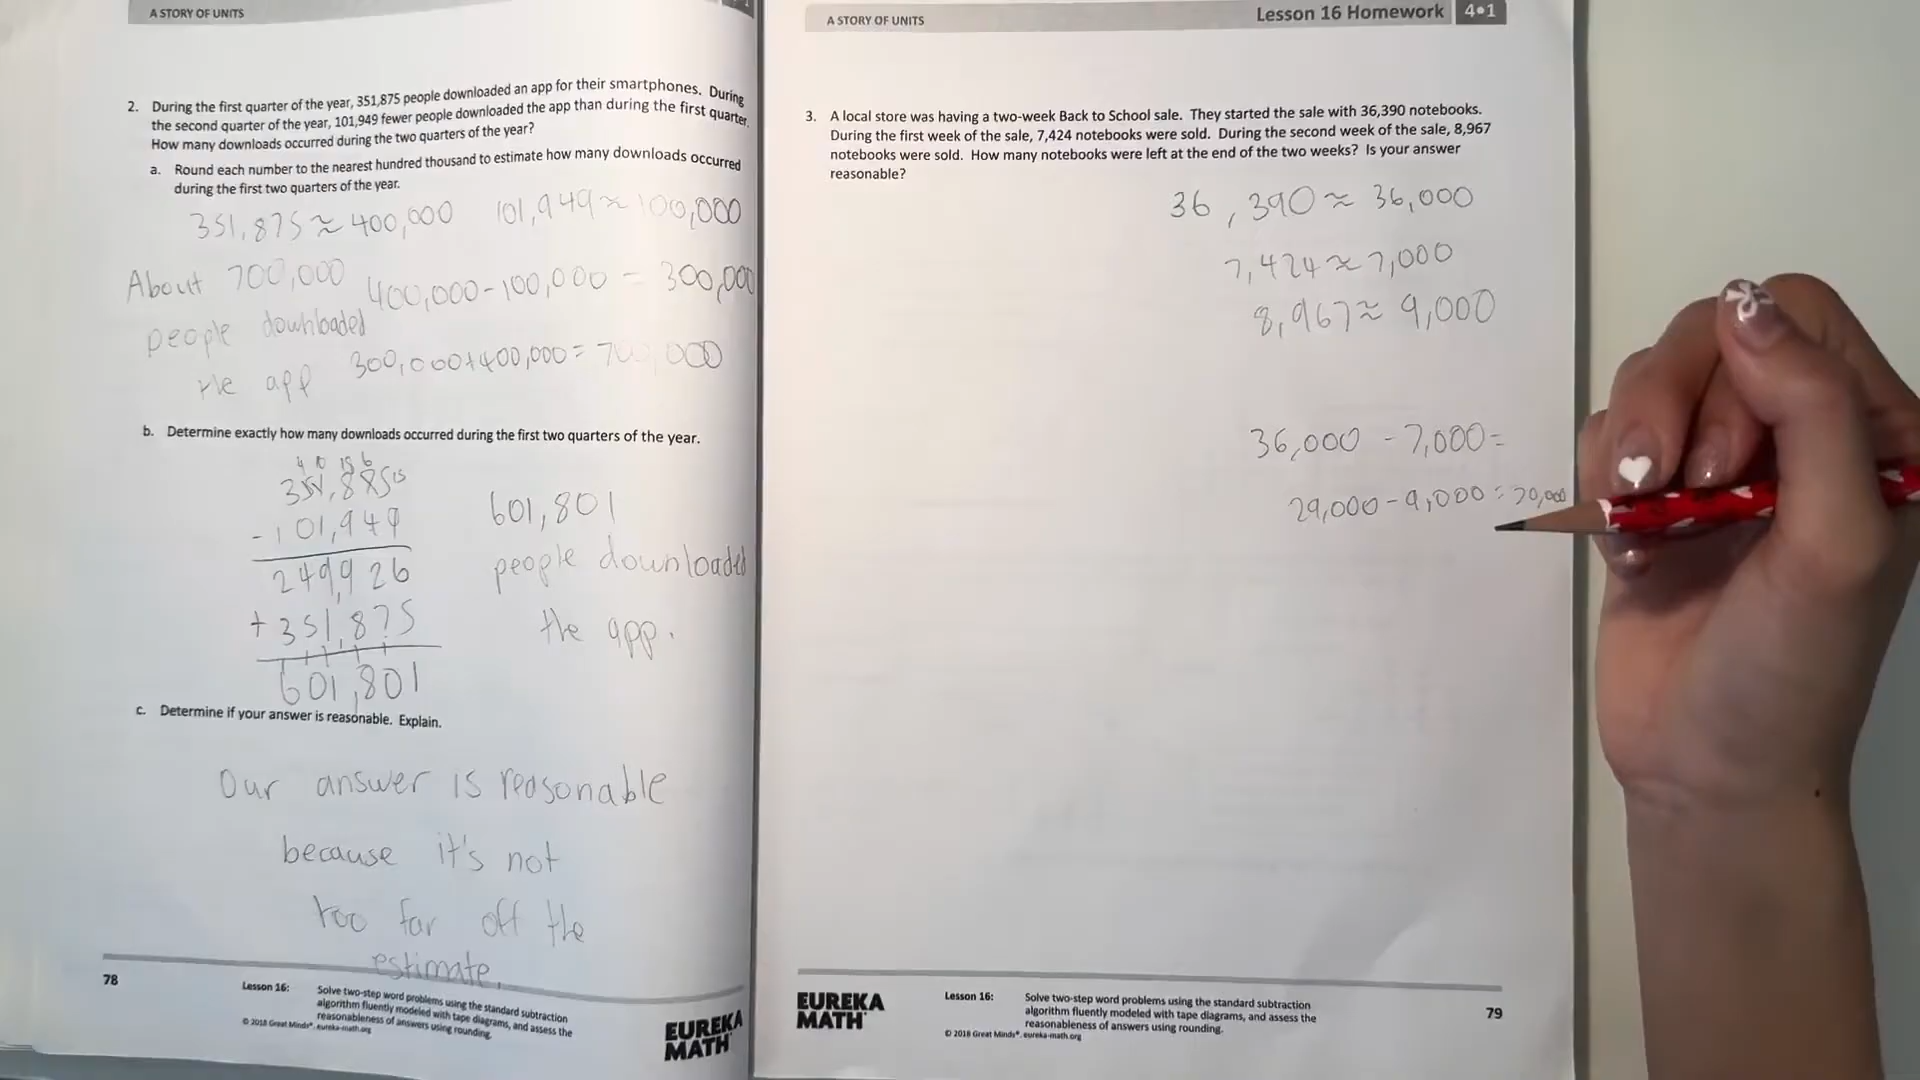 A STORY OF UNITS
2. During the first quarter of the year, 351,875 people downloaded an app for their smartphones. During
the second quarter of the year, 101,949 fewer people downloaded the app than during the first quarter.
How many downloads occurred during the two quarters of the year?
a. Round each number to the nearest hundred thousand to estimate how many downloads occurred
during the first two quarters of the year.
351,875 ≈ 400,000 101,949 ≈ 100,000
About 700,000 400,000 - 100,000 = 300,000
people downloaded
the app 300,000 + 400,000 = 700,000
b. Determine exactly how many downloads occurred during the first two quarters of the year.
- 101,949
249,926
+ 351,875
601,801
601,801
people downloaded
the app.
c. Determine if your answer is reasonable. Explain.
Our answer is reasonable
because it's not
too far off the
estimate.
78
Lesson 16: Solve two-step word problems using the standard subtraction
algorithm fluently modeled with tape diagrams, and assess the
reasonableness of answers using rounding.
© 2018 Great Minds®. eureka-math.org
EUREKA
MATH
A STORY OF UNITS
Lesson 16 Homework 4•1
3. A local store was having a two-week Back to School sale. They started the sale with 36,390 notebooks.
During the first week of the sale, 7,424 notebooks were sold. During the second week of the sale, 8,967
notebooks were sold. How many notebooks were left at the end of the two weeks? Is your answer
reasonable?
36,390 ≈ 36,000
7,424 ≈ 7,000
8,967 ≈ 9,000
36,000 - 7,000 =
29,000 - 9,000 = 20,000
EUREKA
MATH
Lesson 16: Solve two-step word problems using the standard subtraction
algorithm fluently modeled with tape diagrams, and assess the
reasonableness of answers using rounding.
© 2018 Great Minds®. eureka-math.org
79